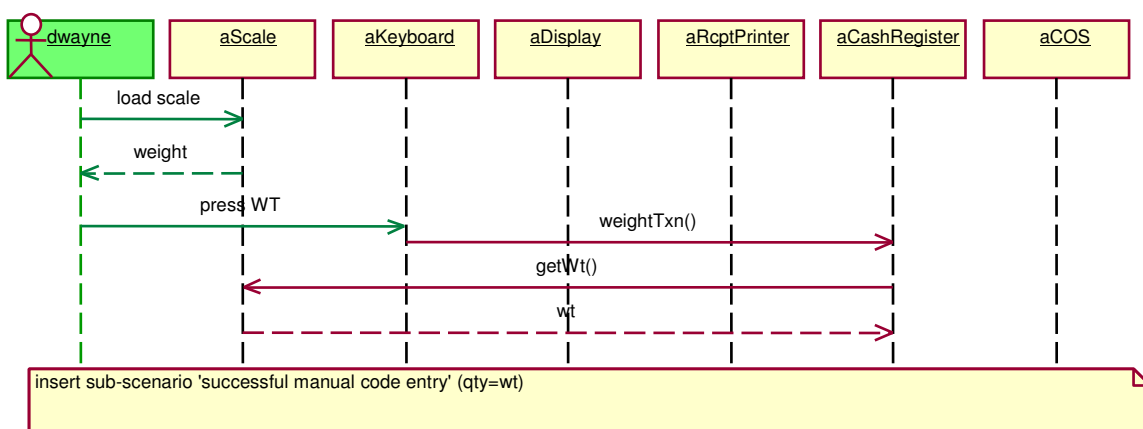 dwayne
aScale
aKeyboard
aDisplay
aRcptPrinter
aCashRegister
aCOS
load scale
weight
press WT
weightTxn()
getWt()
wt
insert sub-scenario 'successful manual code entry' (qty=wt)